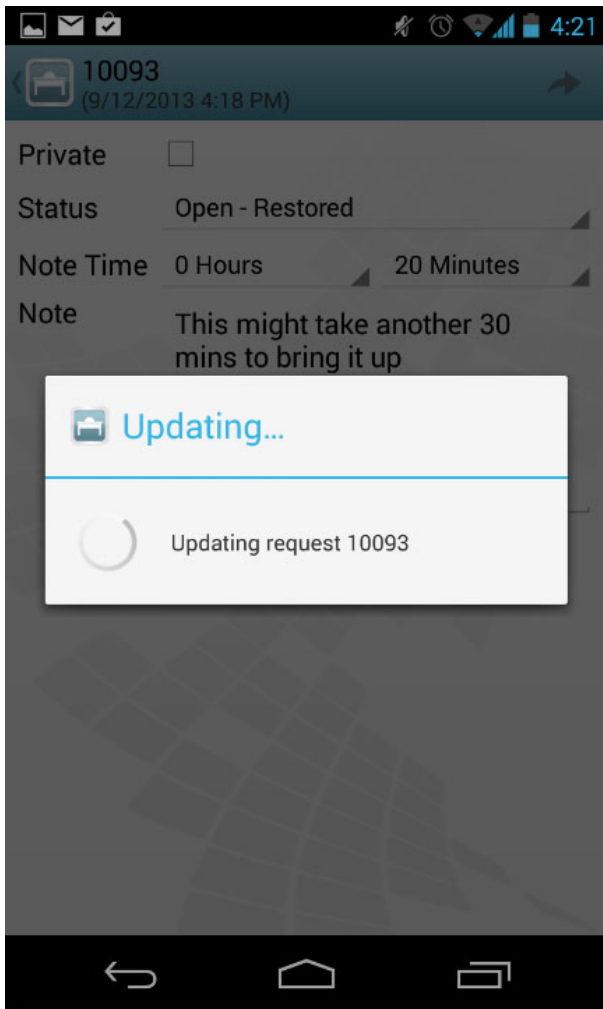 4:21
10093
(9/12/2013 4:18 PM)
Private
Status Open - Restored
Note Time 0 Hours 20 Minutes
Note This might take another 30
mins to bring it up
Updating...
Updating request 10093